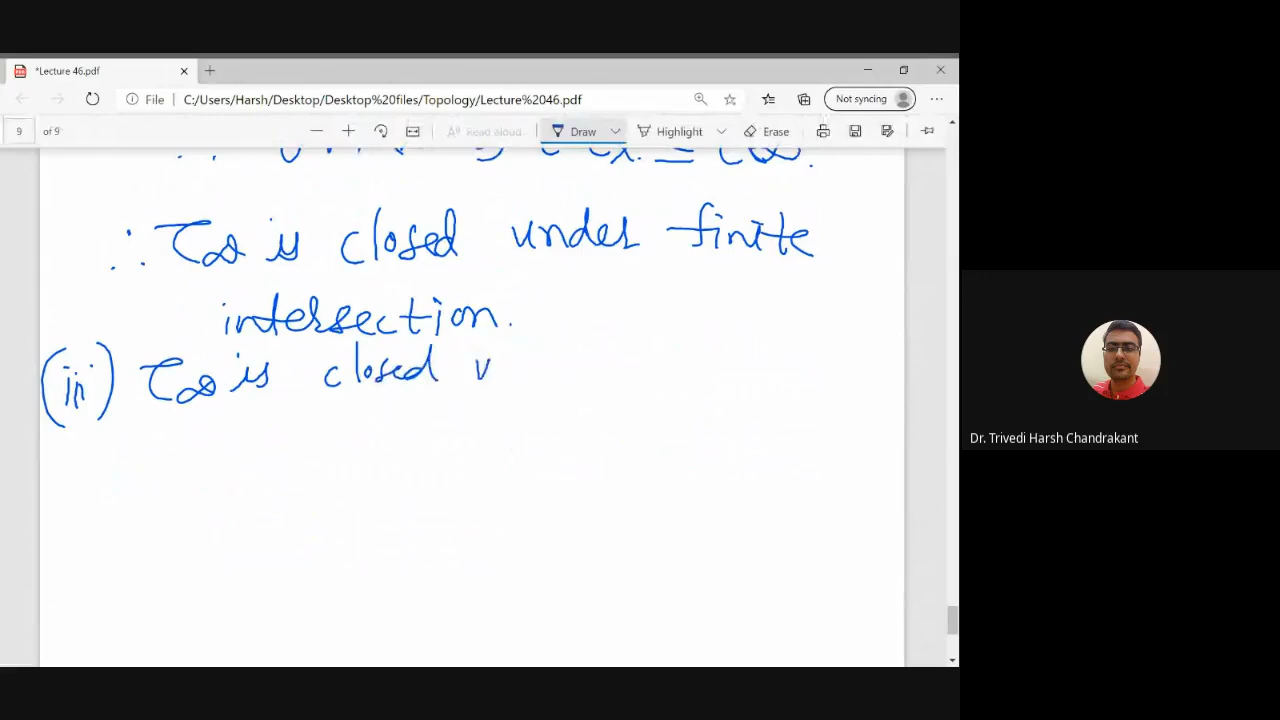 *Lecture 46.pdf
File | C:/Users/Harsh/Desktop/Desktop%20files/Topology/Lecture%2046.pdf
Not syncing
9 of 9
Read aloud
Draw
Highlight
Erase
∴ τ∞ is closed under finite
intersection.
(iii) τ∞ is closed u
Dr. Trivedi Harsh Chandrakant